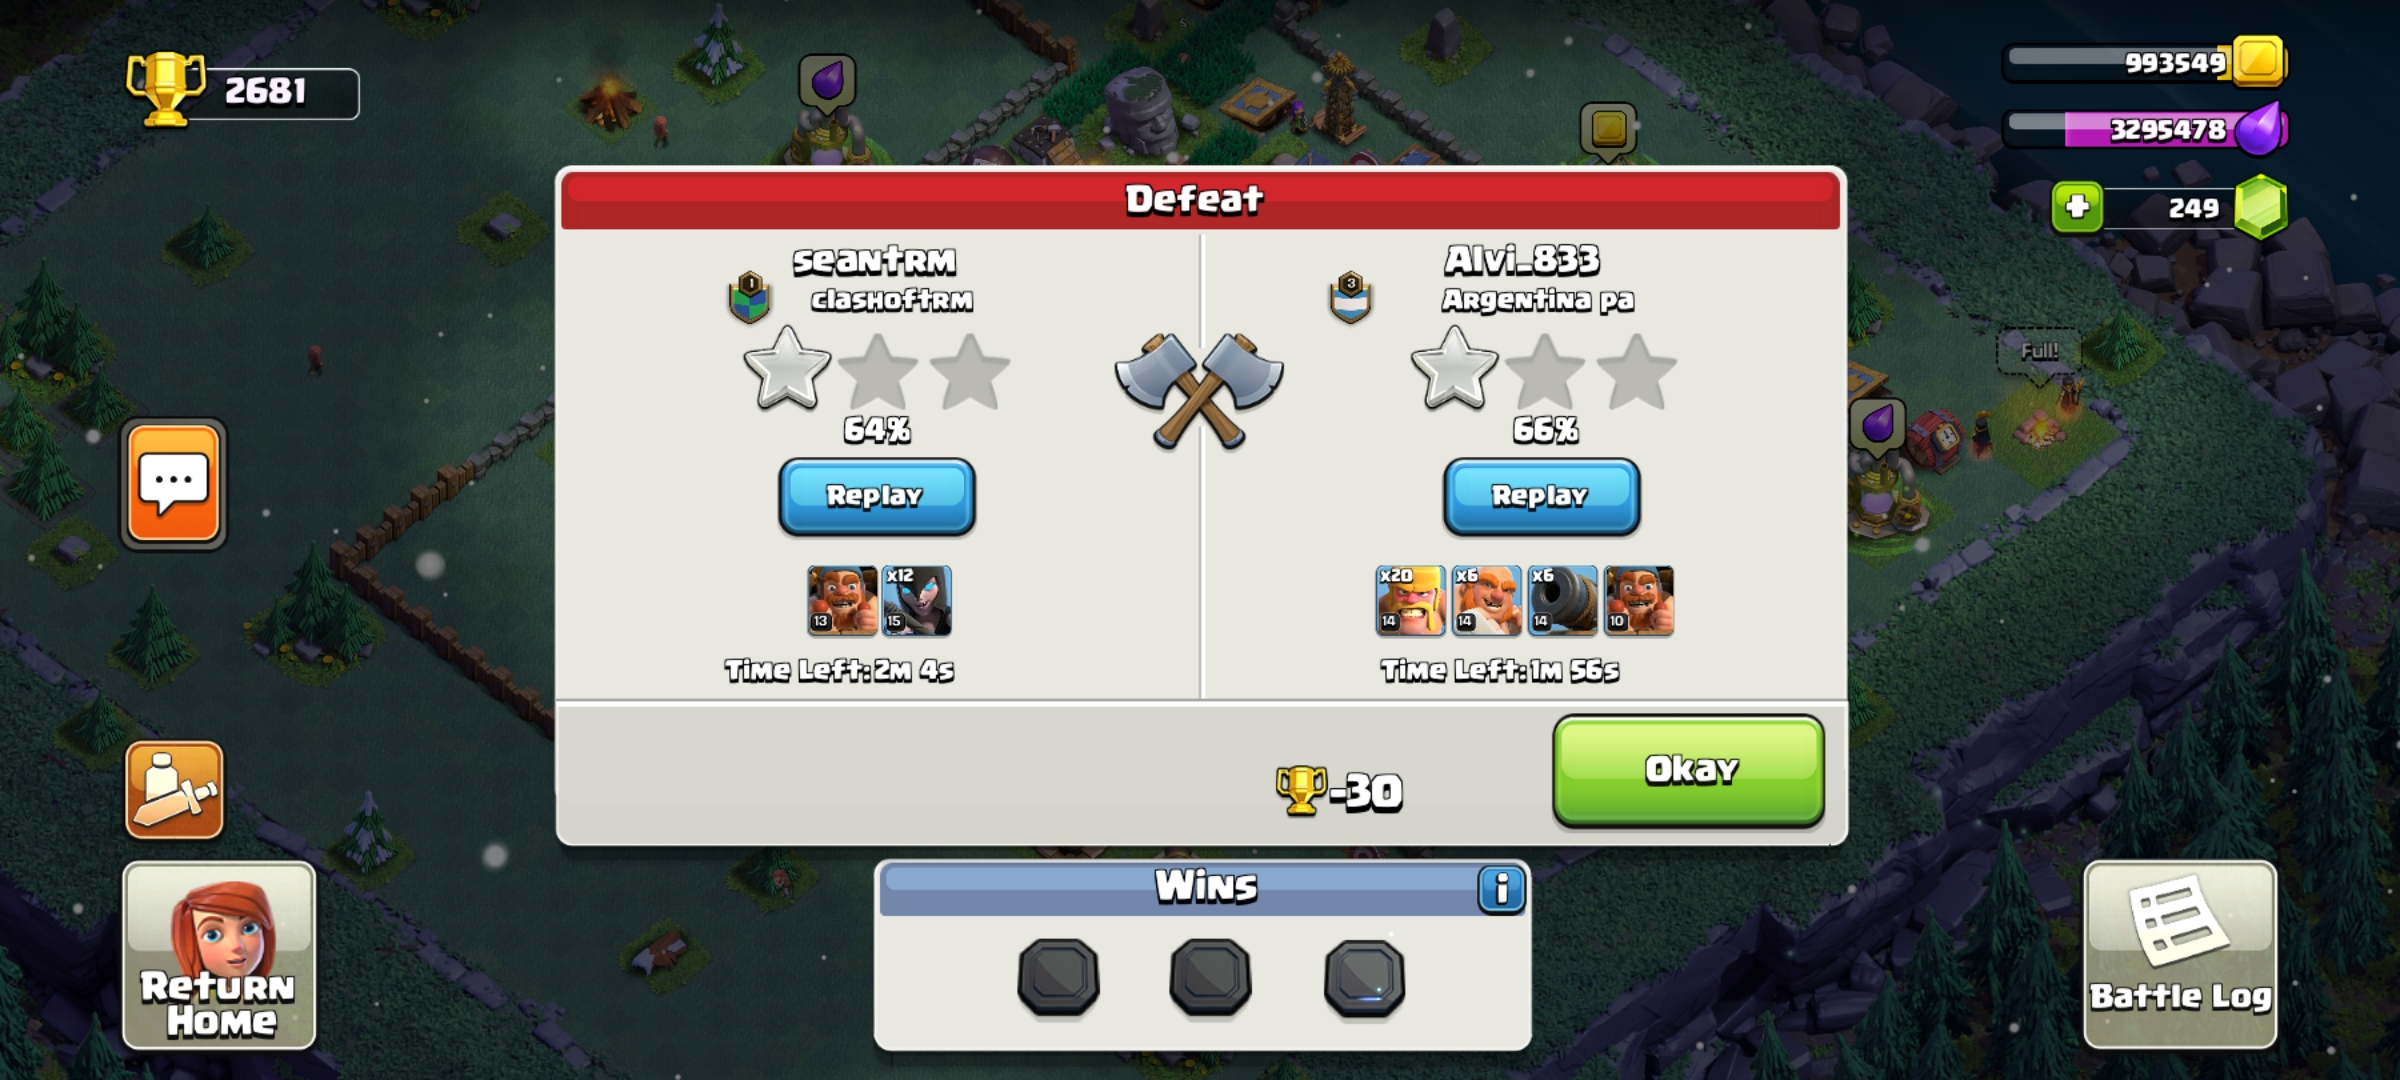 2681
993549
3295478
249
Defeat
seantRM
1
clashoftRM
64%
Replay
13
x12
15
Time Left: 2m 4s
Alvi_833
3
Argentina pa
66%
Replay
x20
14
x6
14
x6
14
10
Time Left: 1m 56s
Full!
-30
Okay
Wins
i
Return
Home
Battle Log